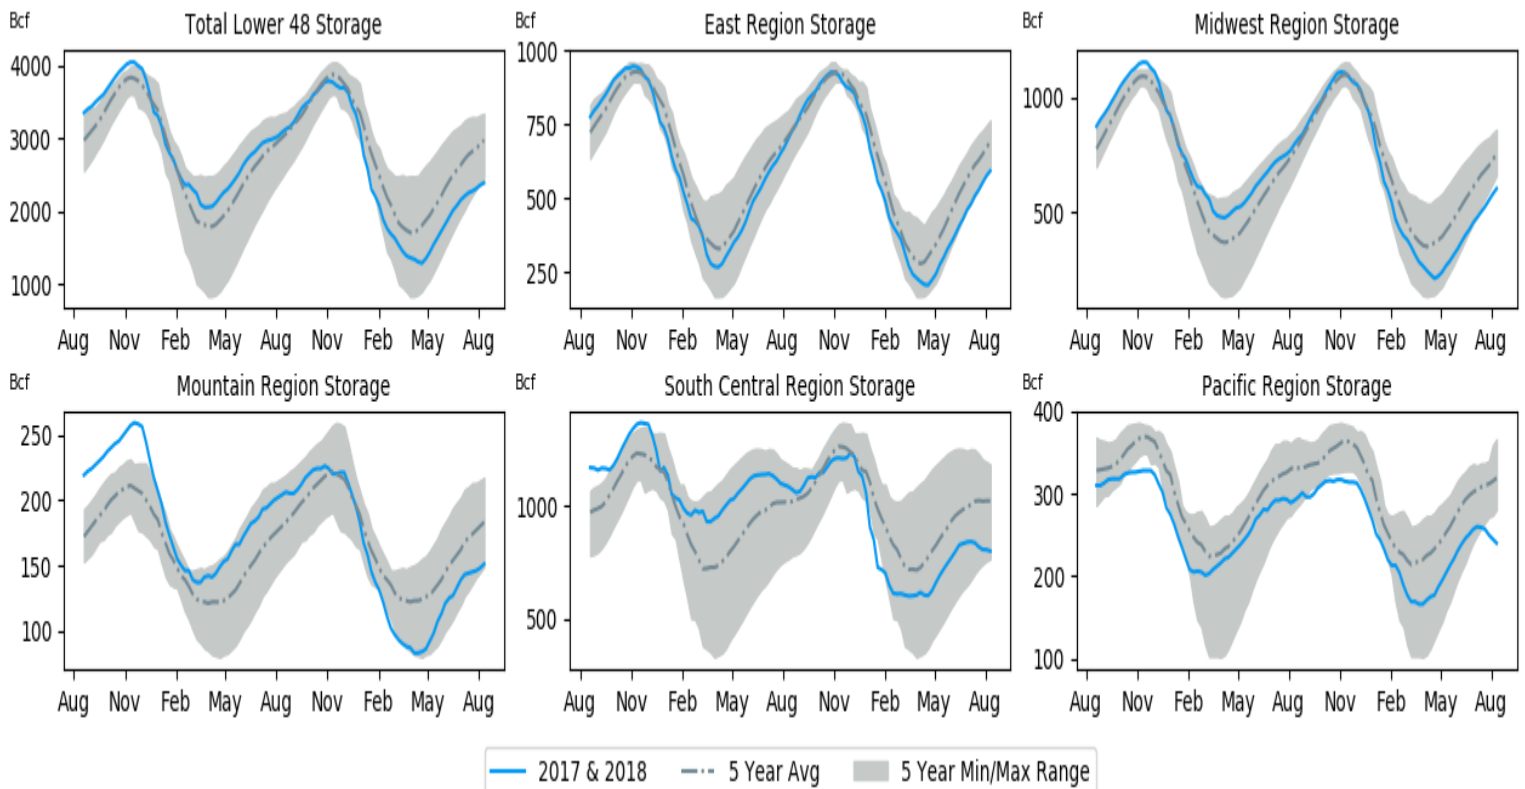 Bcf Total Lower 48 Storage
4000
3000
2000
1000
Aug Nov Feb May Aug Nov Feb May Aug
Bcf East Region Storage
1000
750
500
250
Aug Nov Feb May Aug Nov Feb May Aug
Bcf Midwest Region Storage
1000
500
Aug Nov Feb May Aug Nov Feb May Aug
Bcf Mountain Region Storage
250
200
150
100
Aug Nov Feb May Aug Nov Feb May Aug
Bcf South Central Region Storage
1000
500
Aug Nov Feb May Aug Nov Feb May Aug
Bcf Pacific Region Storage
400
300
200
100
Aug Nov Feb May Aug Nov Feb May Aug
2017 & 2018 5 Year Avg 5 Year Min/Max Range